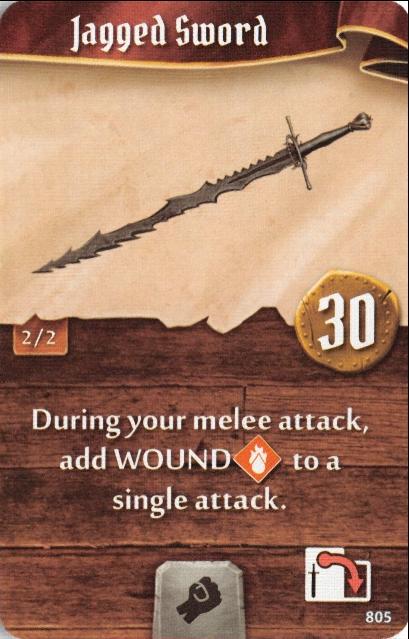 Jagged Sword
30
2/2
During your melee attack,
add WOUND to a
single attack.
805